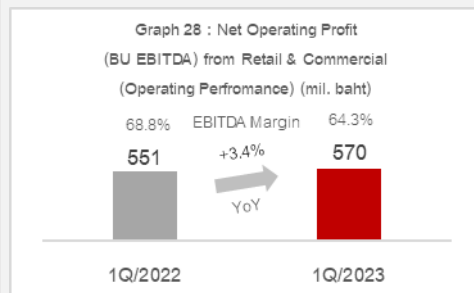 Graph 28 : Net Operating Profit
(BU EBITDA) from Retail & Commercial
(Operating Perfromance) (mil. baht)
68.8% EBITDA Margin 64.3%
551 +3.4% 570
YoY
1Q/2022 1Q/2023